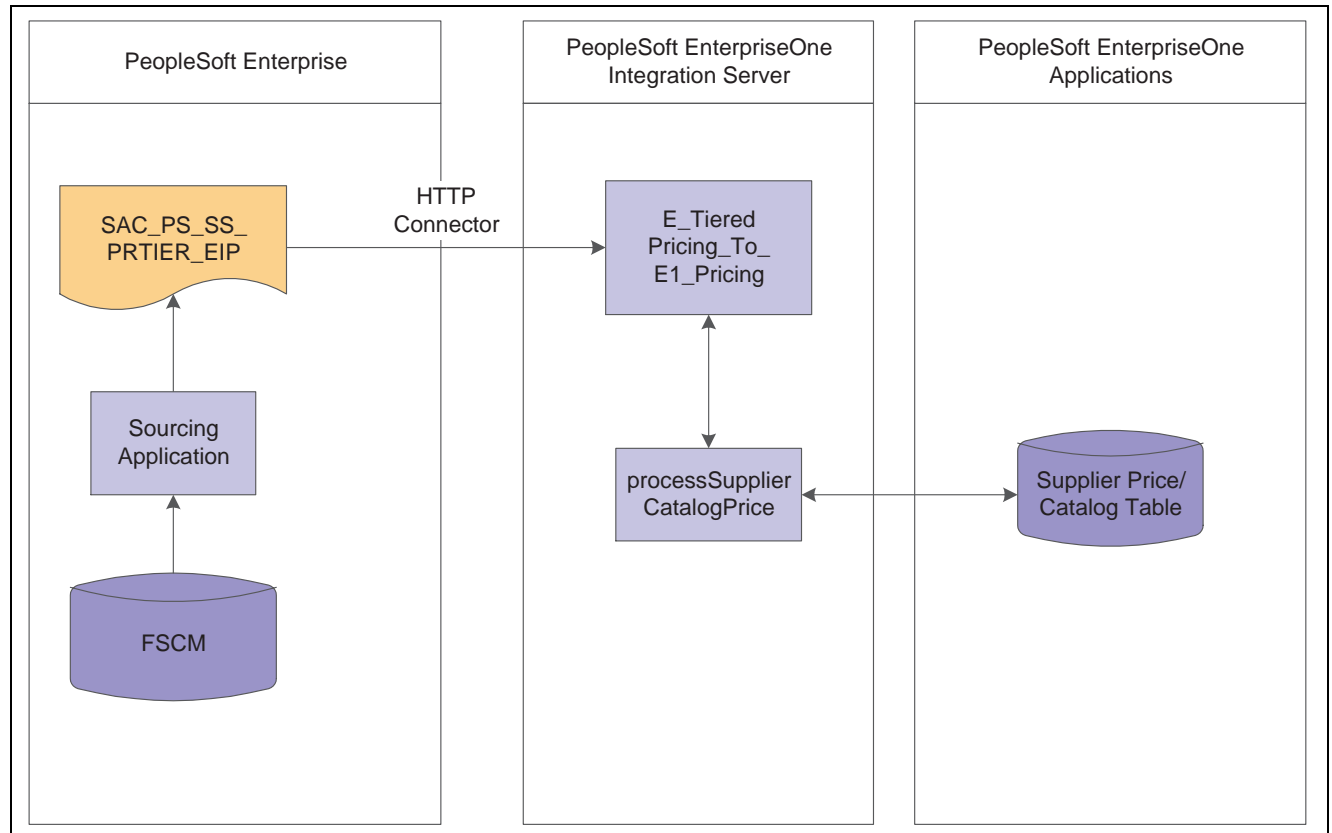 PeopleSoft Enterprise
PeopleSoft EnterpriseOne
Integration Server
PeopleSoft EnterpriseOne
Applications
SAC_PS_SS_
PRTIER_EIP
HTTP
Connector
E_Tiered
Pricing_To_
E1_Pricing
Sourcing
Application
processSupplier
CatalogPrice
Supplier Price/
Catalog Table
FSCM